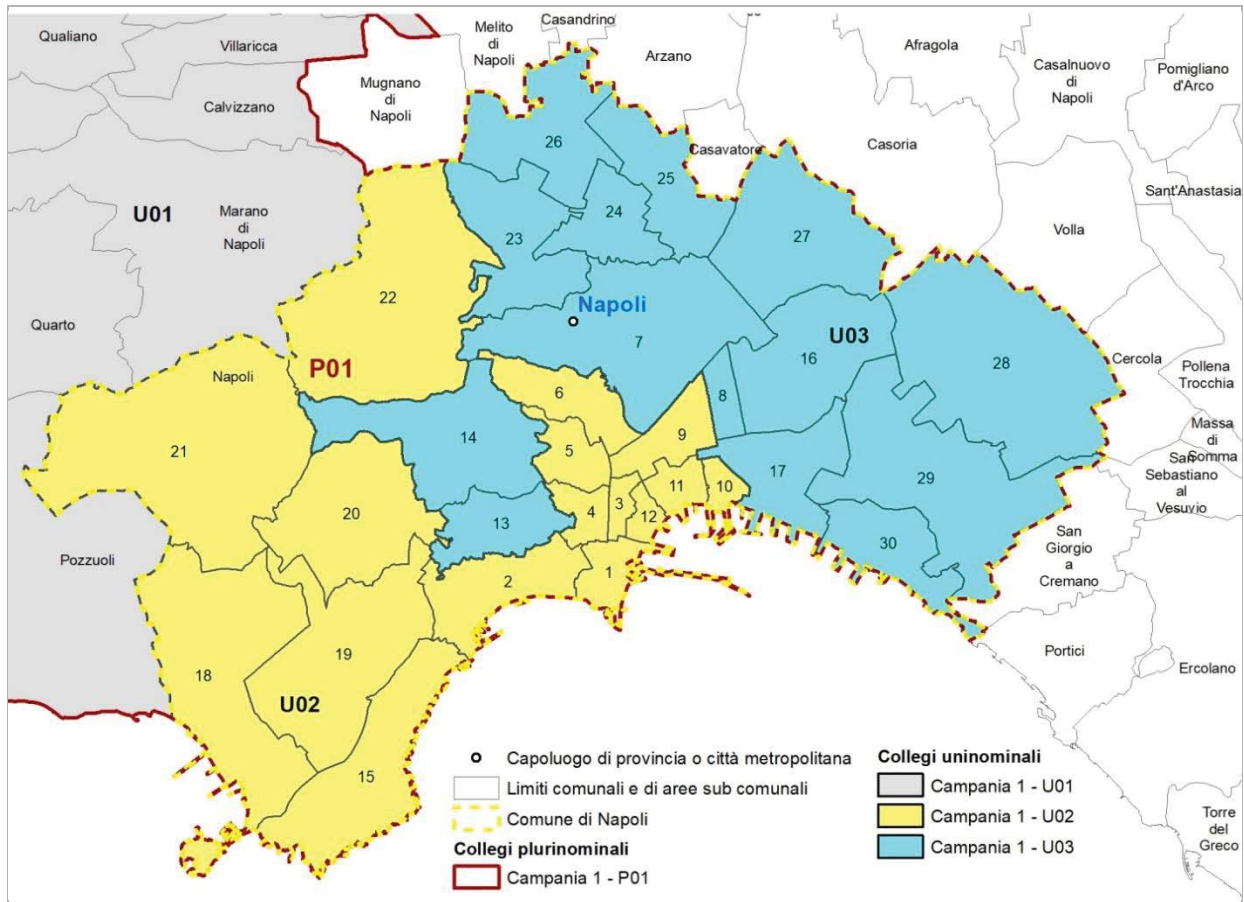 Qualiano
Villaricca
Melito
di
Napoli
Casandrino
Arzano
Afragola
Casalnuovo
di
Napoli
Pomigliano
d'Arco
Mugnano
di
Napoli
Calvizzano
Casavatore
Casoria
Sant'Anastasia
U01
Marano
di
Napoli
Volla
26
25
24
23
27
22
Napoli
Quarto
7
16
U03
28
Cercola
Pollena
Trocchia
Napoli
P01
6
8
14
9
Massa
di
Somma
21
5
17
29
San
Sebastiano
al
Vesuvio
11
10
20
4
3
12
13
30
San
Giorgio
a
Cremano
Pozzuoli
2
1
Portici
Ercolano
19
18
U02
15
Capoluogo di provincia o città metropolitana
Limiti comunali e di aree sub comunali
Comune di Napoli
Collegi plurinominali
Campania 1 - P01
Collegi uninominali
Campania 1 - U01
Campania 1 - U02
Campania 1 - U03
Torre
del
Greco